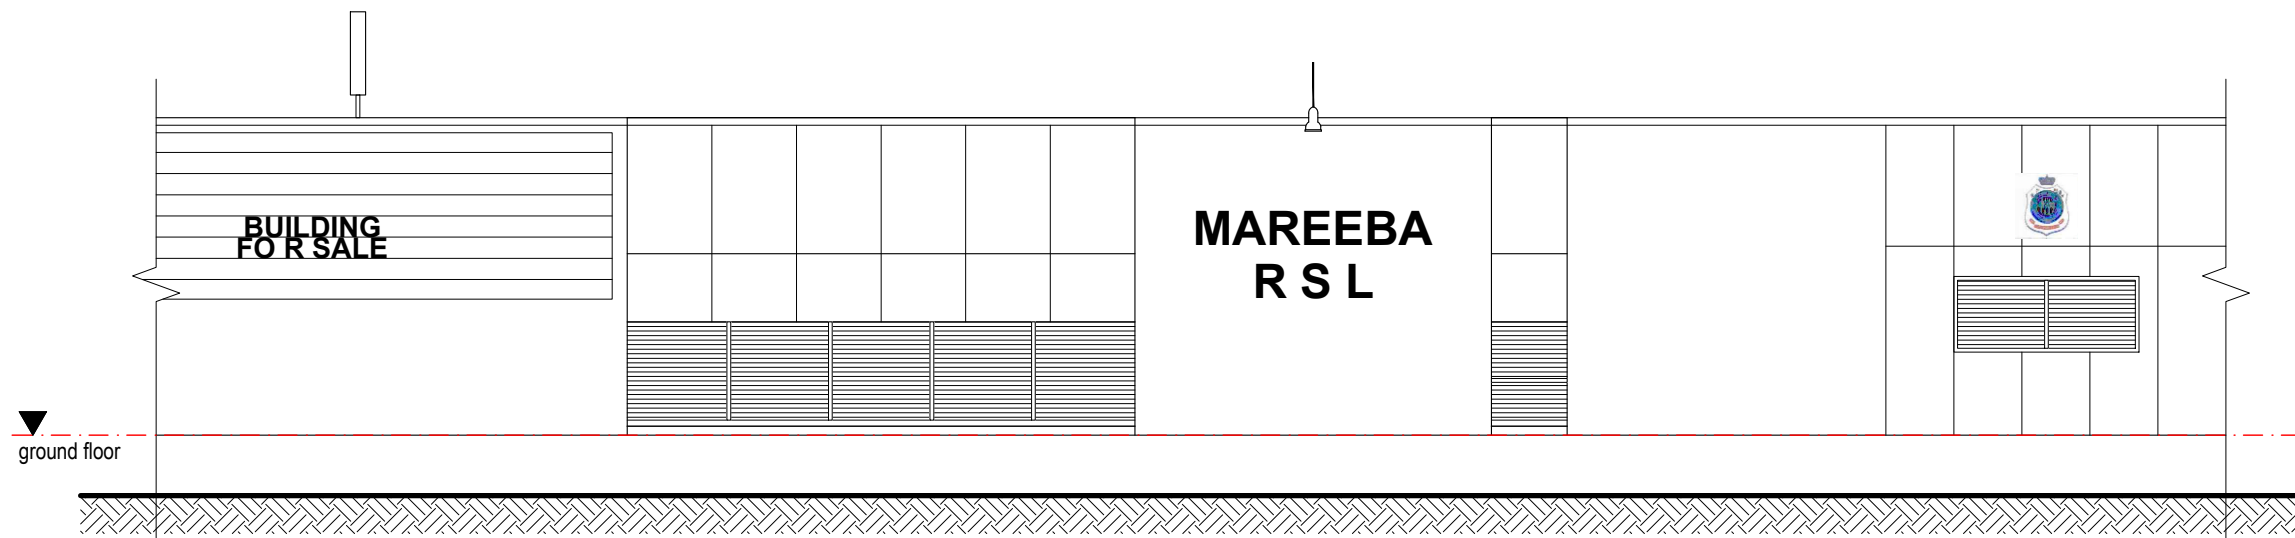 BUILDING
FO R SALE
MAREEBA
R S L
ground floor